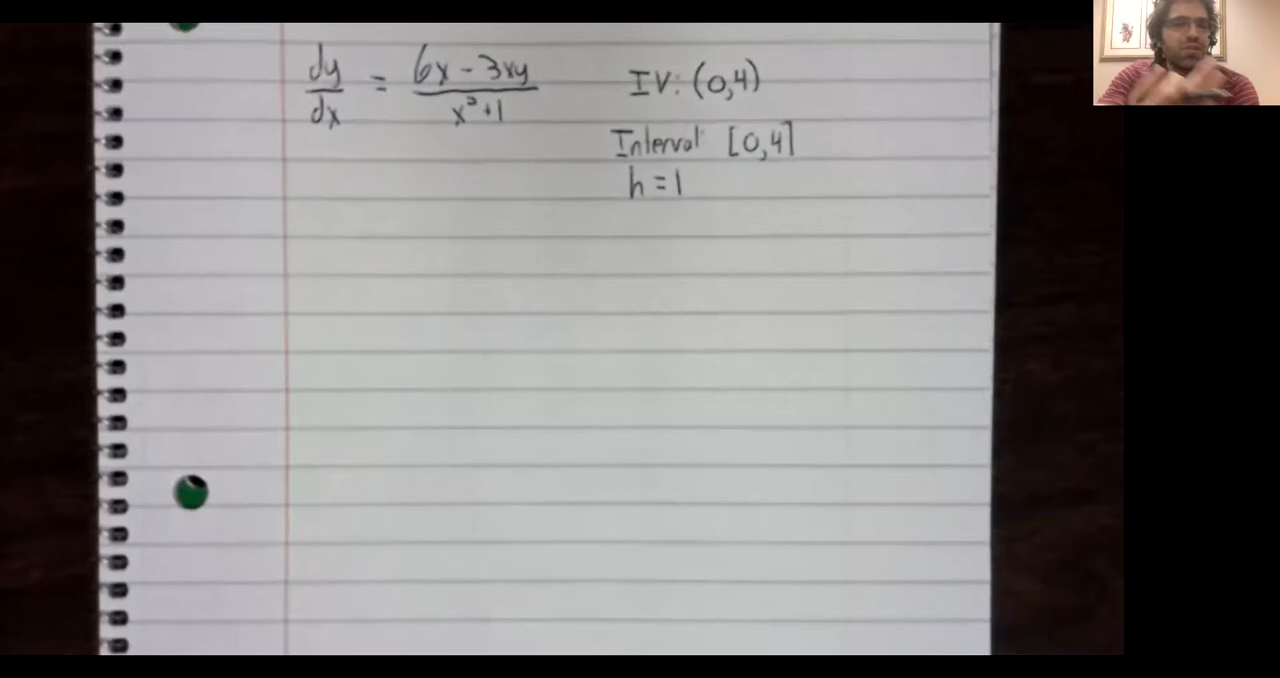 dy/dx = (6x - 3xy)/(x²+1) IV: (0,4)
Interval [0,4]
h = 1